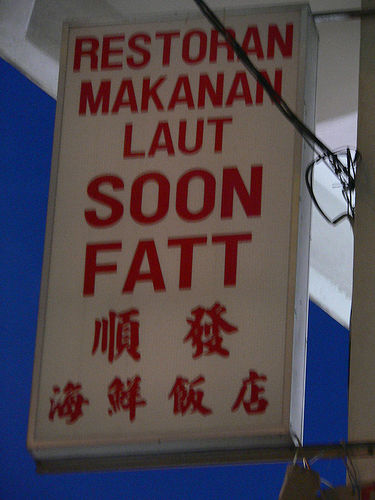 RESTORAN
MAKANAN
LAUT
SOON
FATT
順發
海鮮飯店